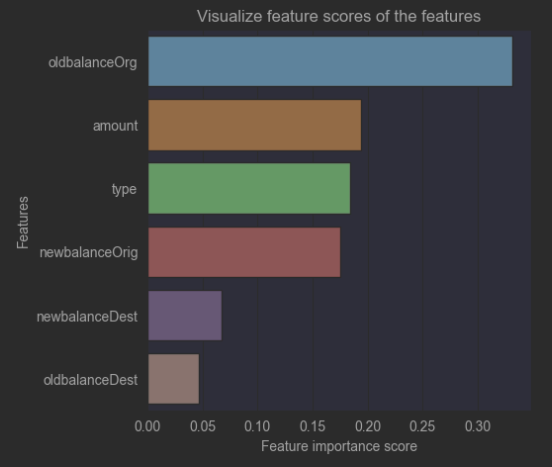 Visualize feature scores of the features
Features
oldbalanceOrg
amount
type
newbalanceOrig
newbalanceDest
oldbalanceDest
0.00 0.05 0.10 0.15 0.20 0.25 0.30
Feature importance score